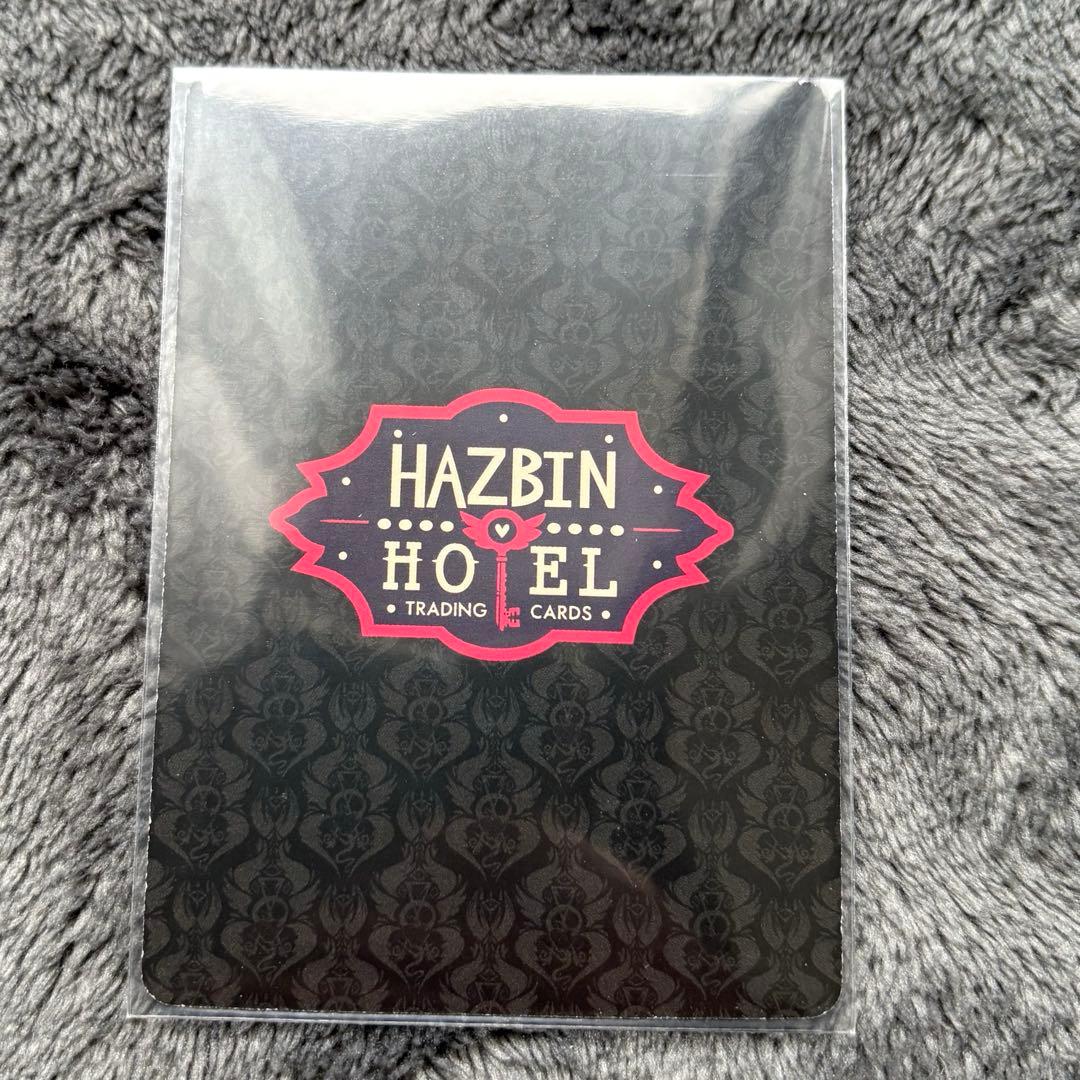 HAZBIN
HOTEL
• TRADING CARDS •